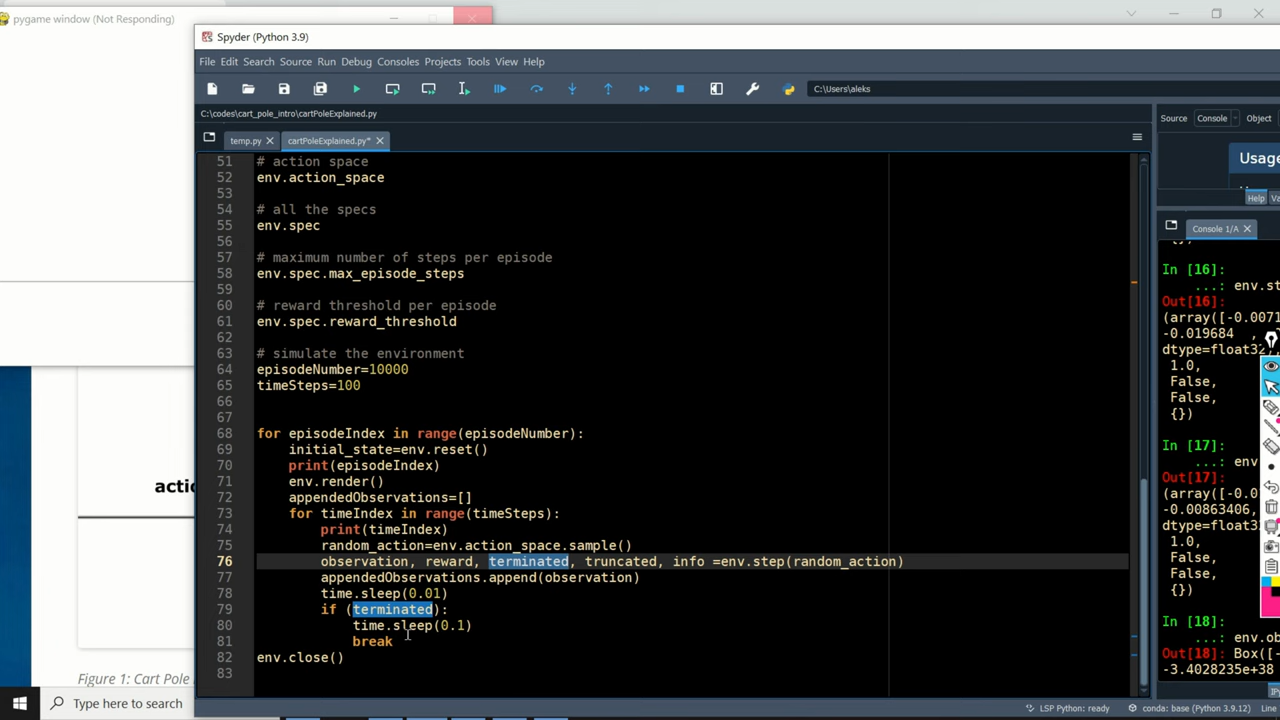 pygame window (Not Responding)
Spyder (Python 3.9)
File Edit Search Source Run Debug Consoles Projects Tools View Help
C:\Users\aleks
C:\codes\cart_pole_intro\cartPoleExplained.py
temp.py
cartPoleExplained.py*
51 # action space
52 env.action_space
53
54 # all the specs
55 env.spec
56
57 # maximum number of steps per episode
58 env.spec.max_episode_steps
59
60 # reward threshold per episode
61 env.spec.reward_threshold
62
63 # simulate the environment
64 episodeNumber=10000
65 timeSteps=100
66
67
68 for episodeIndex in range(episodeNumber):
69 initial_state=env.reset()
70 print(episodeIndex)
71 env.render()
72 appendedObservations=[]
73 for timeIndex in range(timeSteps):
74 print(timeIndex)
75 random_action=env.action_space.sample()
76 observation, reward, terminated, truncated, info =env.step(random_action)
77 appendedObservations.append(observation)
78 time.sleep(0.01)
79 if (terminated):
80 time.sleep(0.1)
81 break
82 env.close()
83
Source Console Object
Usage
Help
Console 1/A
In [16]:
...: env.st
Out[16]:
(array([-0.0071
-0.019684 ,
dtype=float32),
1.0,
False,
False,
{})
In [17]:
...: env
Out[17]:
(array([-0.0
-0.00863406,
dtype=float32
1.0,
False,
False,
{})
In [18]:
...: env.ob
Out[18]: Box([-
-3.4028235e+38
actio
Figure 1: Cart Pole
Type here to search
LSP Python: ready
conda: base (Python 3.9.12)
Line